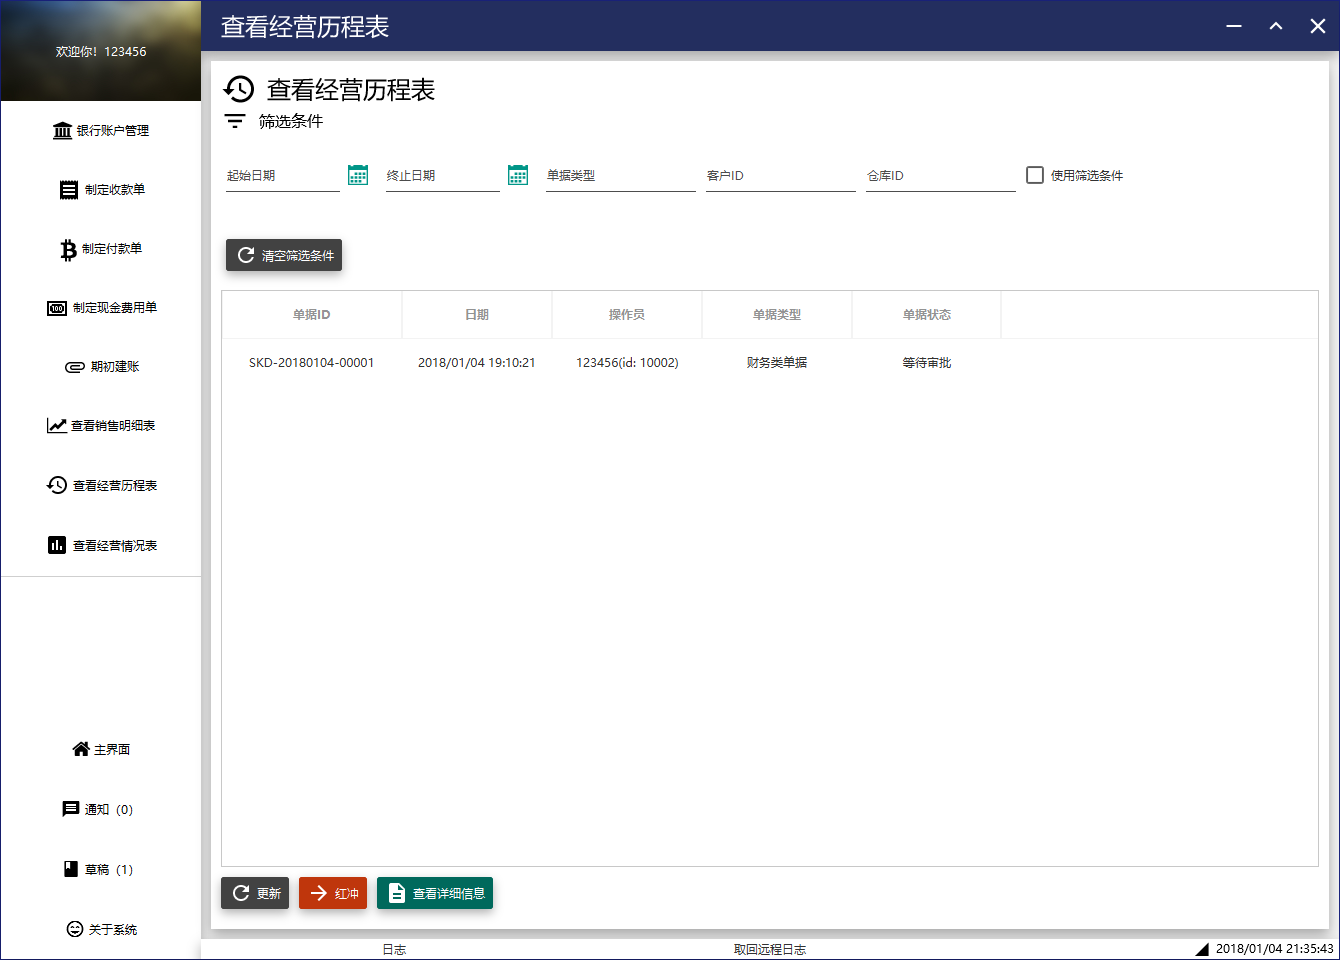 查看经营历程表
欢迎你！123456
银行账户管理
制定收款单
制定付款单
制定现金费用单
期初建账
查看销售明细表
查看经营历程表
查看经营情况表
主界面
通知（0）
草稿（1）
关于系统
查看经营历程表
筛选条件
起始日期 终止日期 单据类型 客户ID 仓库ID 使用筛选条件
清空筛选条件
单据ID 日期 操作员 单据类型 单据状态
SKD-20180104-00001 2018/01/04 19:10:21 123456(id: 10002) 财务类单据 等待审批
更新 红冲 查看详细信息
日志 取回远程日志 2018/01/04 21:35:43